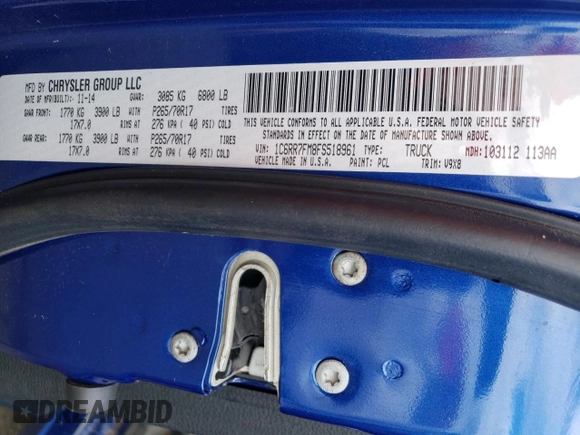 MFD BY CHRYSLER GROUP LLC
DATE OF MFR(BUILT): 11-14 GVWR: 3085 KG 6800 LB
GAWR FRONT: 1770 KG 3900 LB P265/70R17 TIRES
17X7.0 RIMS AT 276 KPA ( 40 PSI) COLD
GAWR REAR: 1770 KG 3900 LB P265/70R17 TIRES
17X7.0 RIMS AT 276 KPA ( 40 PSI) COLD
THIS VEHICLE CONFORMS TO ALL APPLICABLE U.S.A. FEDERAL MOTOR VEHICLE SAFETY
STANDARDS IN EFFECT ON THE DATE OF MANUFACTURE SHOWN ABOVE.
VIN: 1C6RR7FM8FS518961 TYPE: TRUCK MDH: 103112 113AA
VEHICLE MADE IN U.S.A. PAINT: PCL TRIM: V9X8
DREAMBID